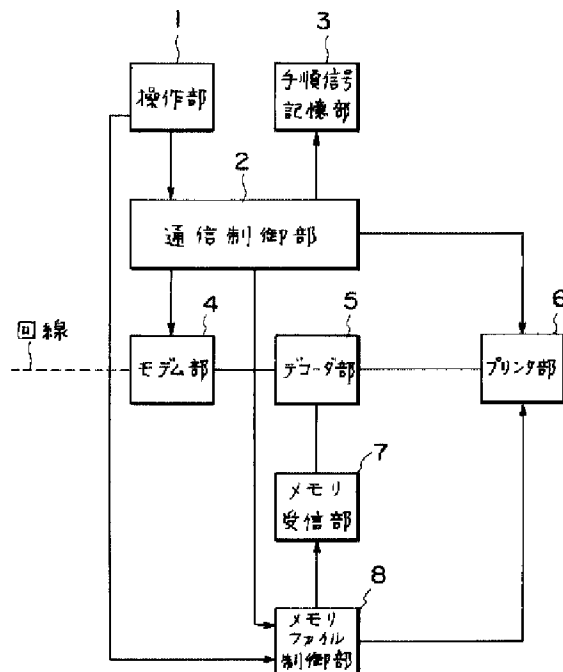 1
操作部
3
手順信号
記憶部
2
通信制御部
回線
4
モデム部
5
デコーダ部
6
プリンタ部
7
メモリ
受信部
8
メモリ
ファイル
制御部